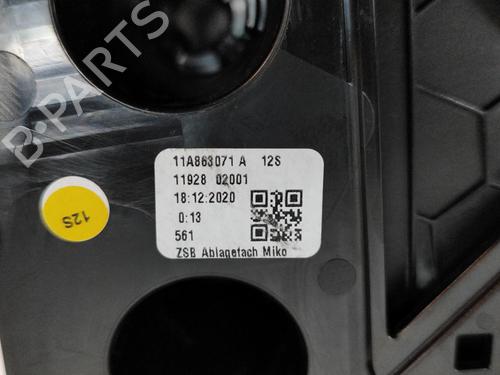 B-PARTS
11A863071 A 12S
11928 02001
18:12:2020
0:13
561
ZSB Ablagefach Miko
12S